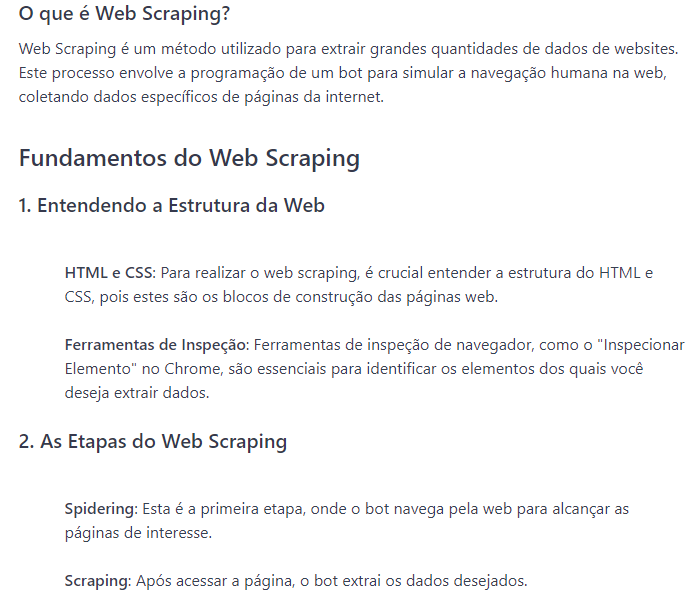 O que é Web Scraping?
Web Scraping é um método utilizado para extrair grandes quantidades de dados de websites.
Este processo envolve a programação de um bot para simular a navegação humana na web,
coletando dados específicos de páginas da internet.
Fundamentos do Web Scraping
1. Entendendo a Estrutura da Web
HTML e CSS: Para realizar o web scraping, é crucial entender a estrutura do HTML e
CSS, pois estes são os blocos de construção das páginas web.
Ferramentas de Inspeção: Ferramentas de inspeção de navegador, como o "Inspecionar
Elemento" no Chrome, são essenciais para identificar os elementos dos quais você
deseja extrair dados.
2. As Etapas do Web Scraping
Spidering: Esta é a primeira etapa, onde o bot navega pela web para alcançar as
páginas de interesse.
Scraping: Após acessar a página, o bot extrai os dados desejados.